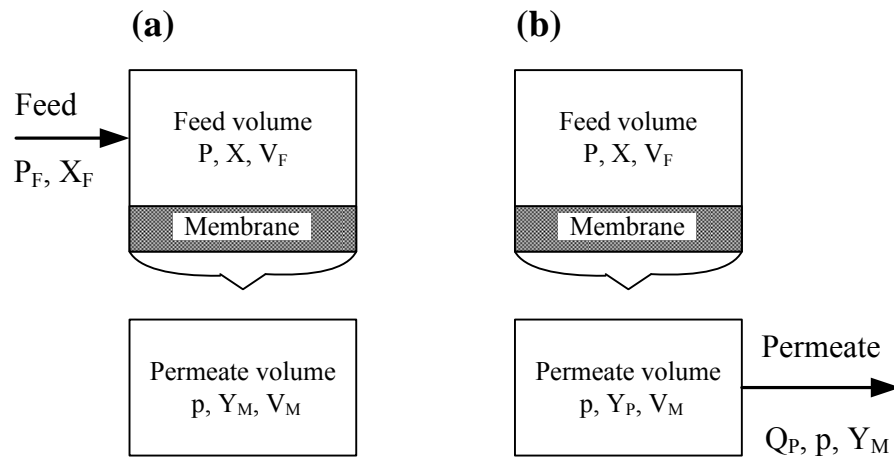 (a)
Feed
P_F, X_F
Feed volume
P, X, V_F
Membrane
Permeate volume
p, Y_M, V_M
(b)
Feed volume
P, X, V_F
Membrane
Permeate volume
p, Y_P, V_M
Permeate
Q_P, p, Y_M